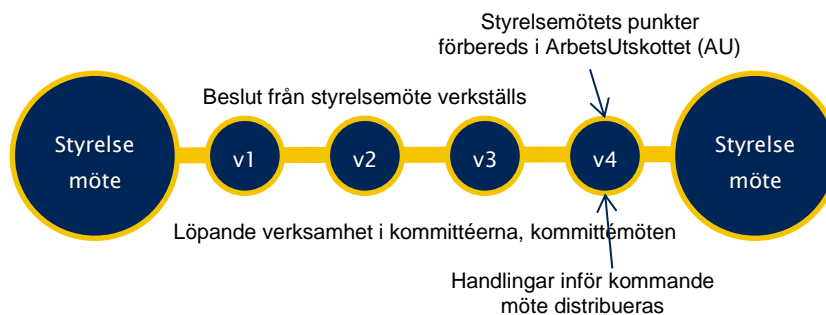 Styrelsemötets punkter
förbereds i ArbetsUtskottet (AU)
Beslut från styrelsemöte verkställs
Styrelse
möte
v1
v2
v3
v4
Styrelse
möte
Löpande verksamhet i kommittéerna, kommittémöten
Handlingar inför kommande
möte distribueras